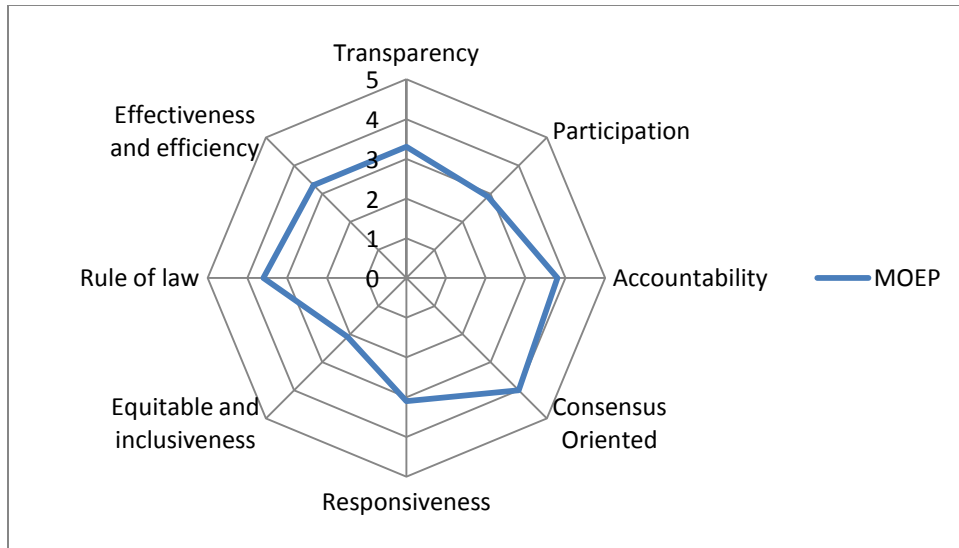 Transparency
5
4
3
2
1
0
Participation
Accountability
Consensus
Oriented
Responsiveness
Equitable and
inclusiveness
Rule of law
Effectiveness
and efficiency
MOEP